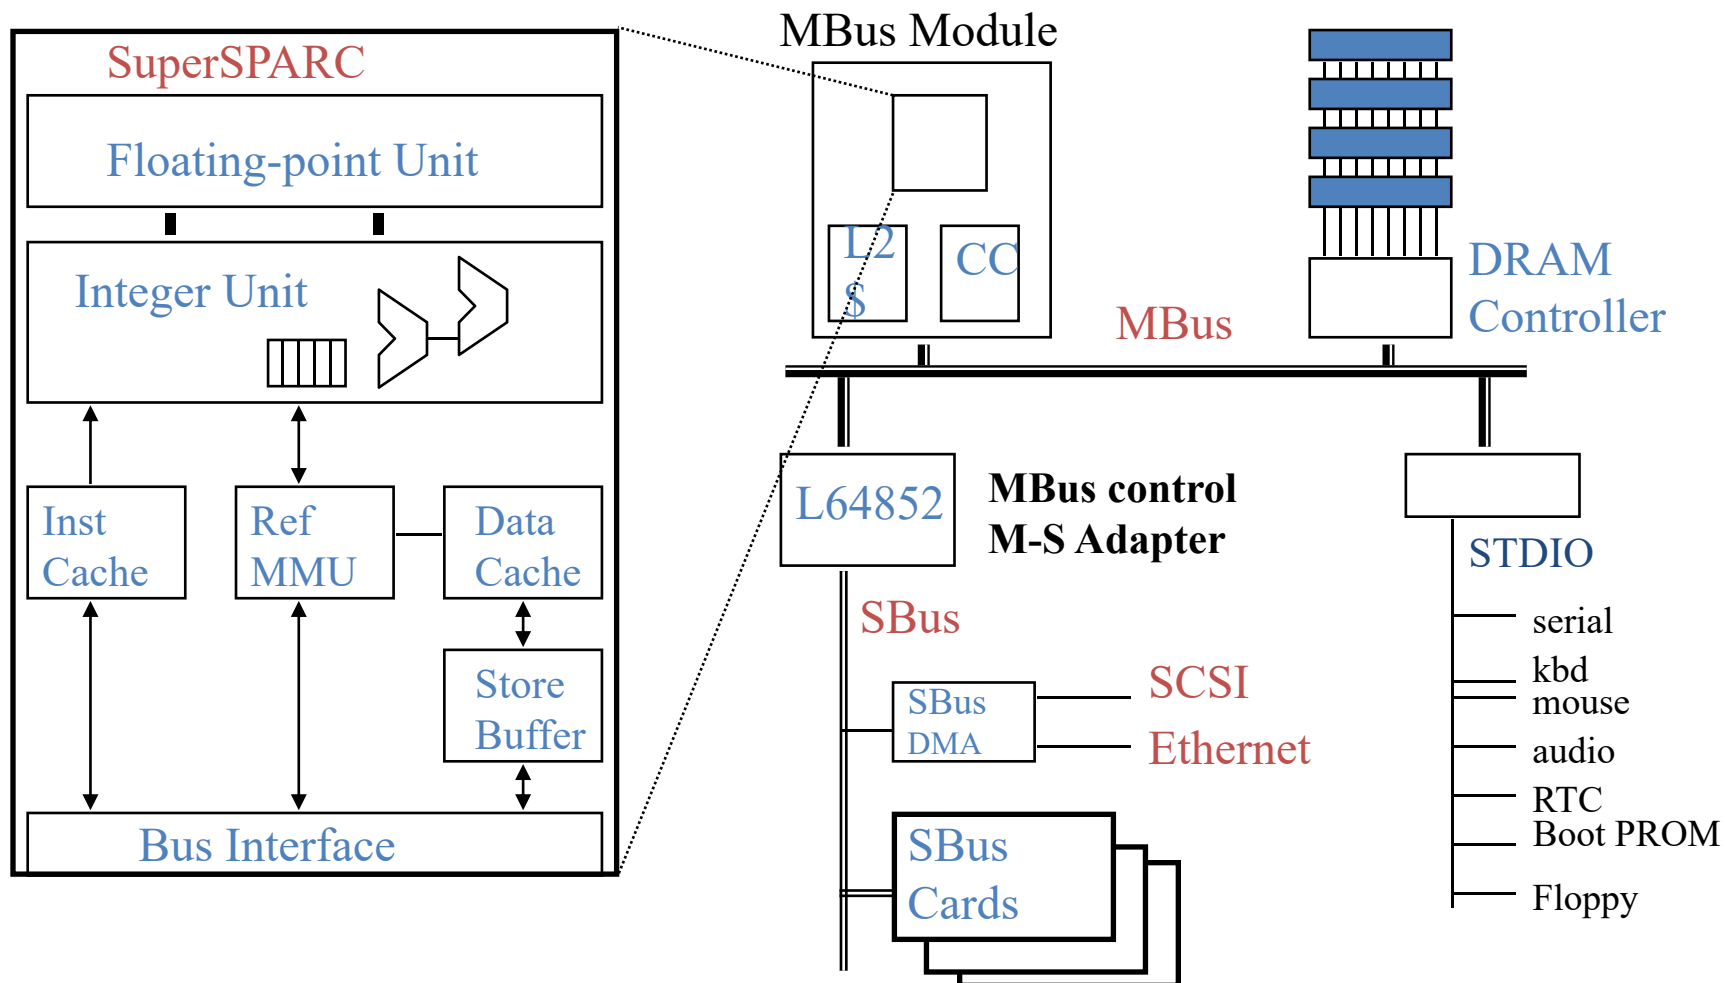 SuperSPARC
Floating-point Unit
Integer Unit
Inst
Cache
Ref
MMU
Data
Cache
Store
Buffer
Bus Interface
MBus Module
L2
$
CC
MBus
DRAM
Controller
L64852
MBus control
M-S Adapter
STDIO
SBus
serial
kbd
mouse
audio
RTC
Boot PROM
Floppy
SBus
DMA
SCSI
Ethernet
SBus
Cards